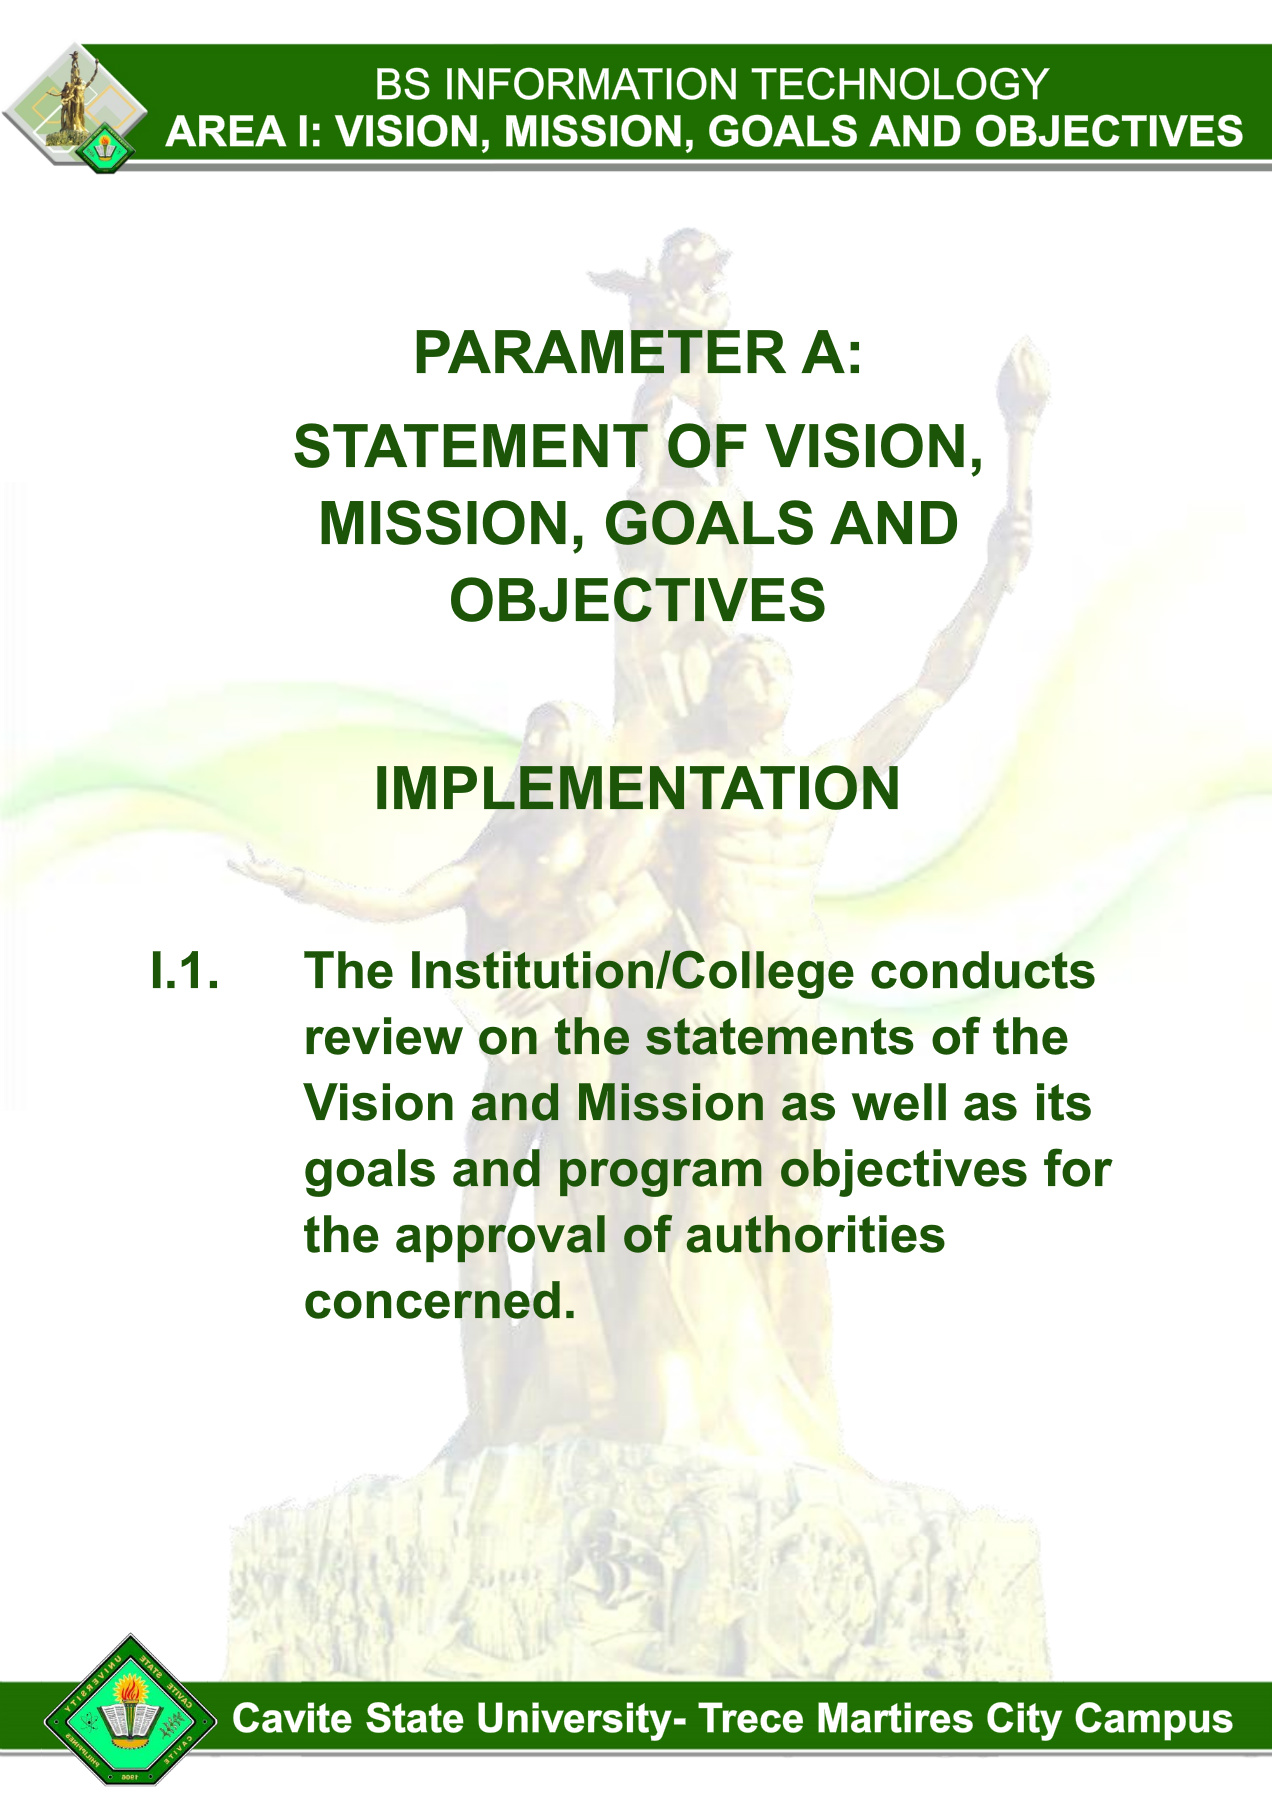 BS INFORMATION TECHNOLOGY
AREA I: VISION, MISSION, GOALS AND OBJECTIVES
PARAMETER A:
STATEMENT OF VISION,
MISSION, GOALS AND
OBJECTIVES
IMPLEMENTATION
I.1. The Institution/College conducts
review on the statements of the
Vision and Mission as well as its
goals and program objectives for
the approval of authorities
concerned.
CAVITE STATE UNIVERSITY
CAVITE
PHILIPPINES
1906
Cavite State University- Trece Martires City Campus